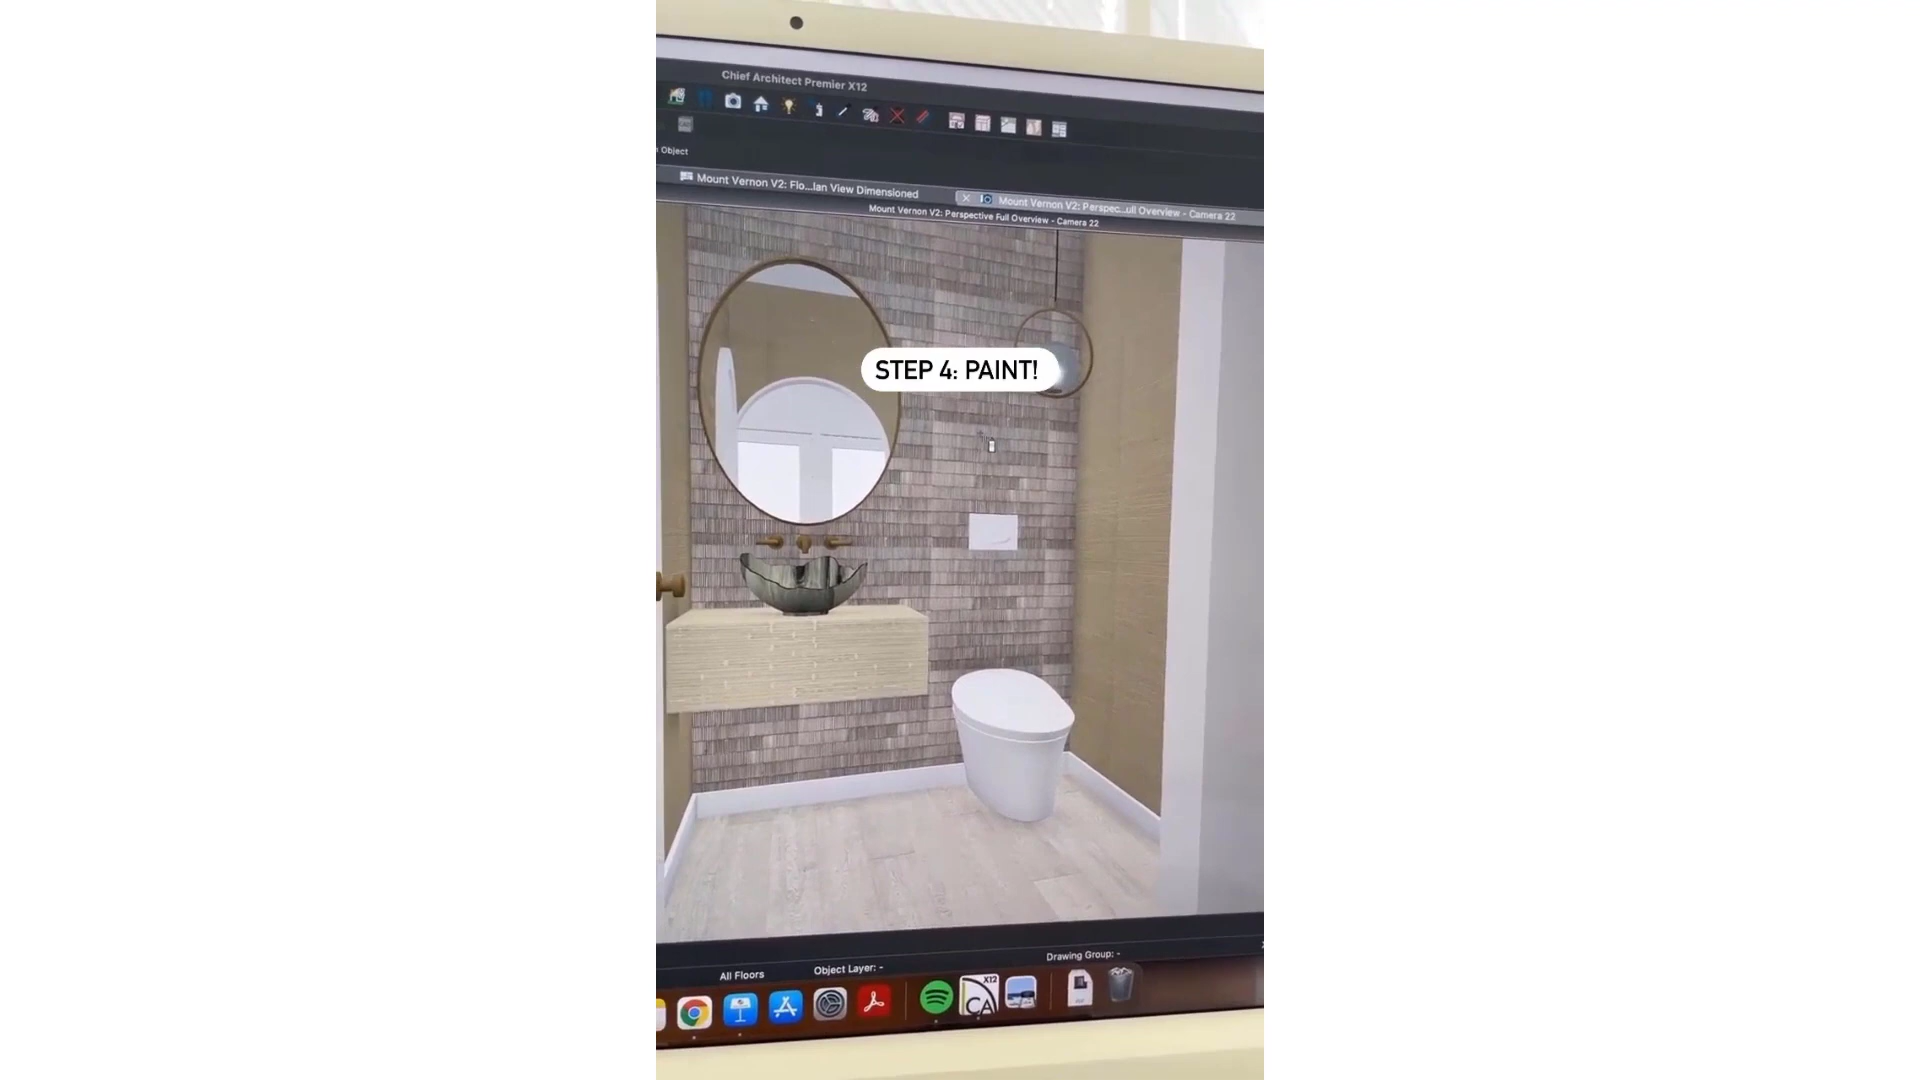 Chief Architect Premier X12
Object
Mount Vernon V2: Flo...lan View Dimensioned
Mount Vernon V2: Perspec...ull Overview - Camera 22
Mount Vernon V2: Perspective Full Overview - Camera 22
STEP 4: PAINT!
All Floors
Object Layer: -
Drawing Group: -
X12
CA